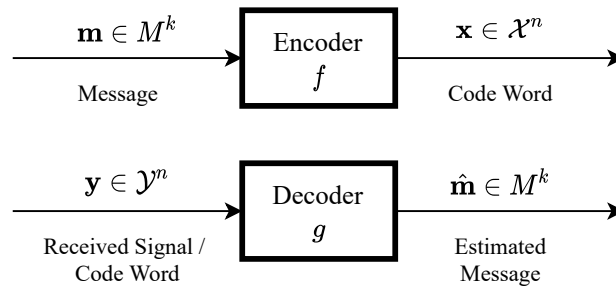 𝐦 ∈ M^k
Encoder
f
𝐱 ∈ 𝒳^n
Message
Code Word
𝐲 ∈ 𝒴^n
Decoder
g
𝐦̂ ∈ M^k
Received Signal /
Code Word
Estimated
Message